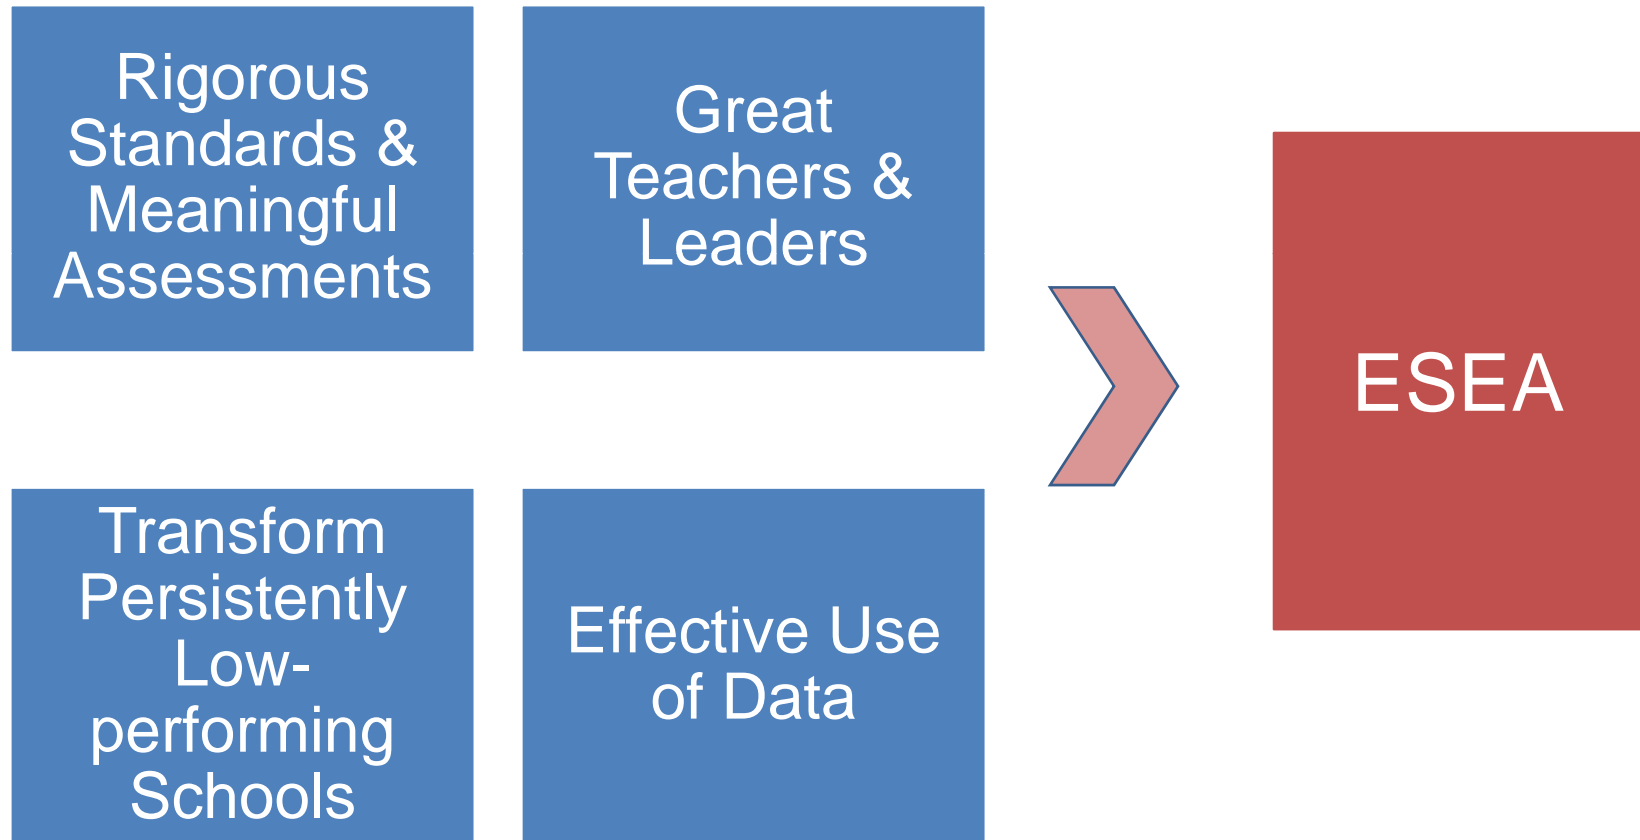 Rigorous
Standards &
Meaningful
Assessments
Great
Teachers &
Leaders
Transform
Persistently
Low-
performing
Schools
Effective Use
of Data
ESEA